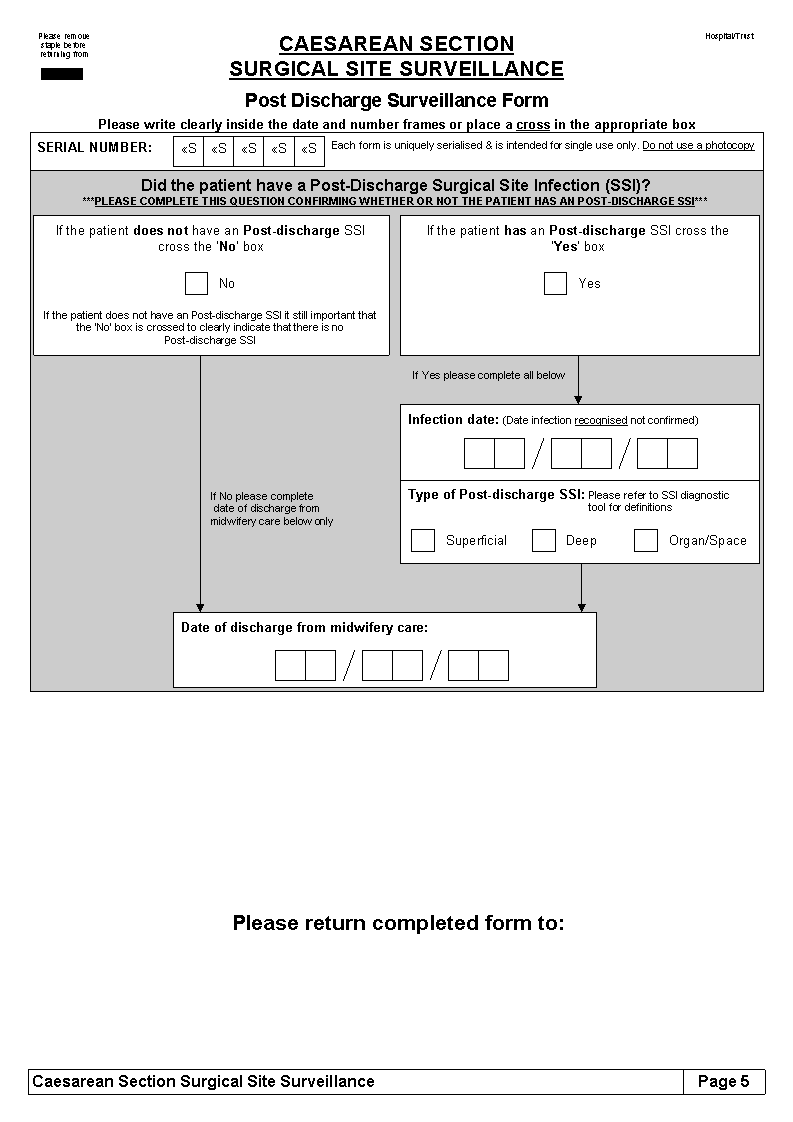 Please remove
staple before
returning from
Hospital/Trust
CAESAREAN SECTION
SURGICAL SITE SURVEILLANCE
Post Discharge Surveillance Form
Please write clearly inside the date and number frames or place a cross in the appropriate box
SERIAL NUMBER: «S «S «S «S «S Each form is uniquely serialised & is intended for single use only. Do not use a photocopy
Did the patient have a Post-Discharge Surgical Site Infection (SSI)?
***PLEASE COMPLETE THIS QUESTION CONFIRMING WHETHER OR NOT THE PATIENT HAS AN POST-DISCHARGE SSI***
If the patient does not have an Post-discharge SSI
cross the 'No' box
No
If the patient does not have an Post-discharge SSI it still important that
the 'No' box is crossed to clearly indicate that there is no
Post-discharge SSI
If the patient has an Post-discharge SSI cross the
'Yes' box
Yes
If Yes please complete all below
Infection date: (Date infection recognised not confirmed)
/ /
Type of Post-discharge SSI: Please refer to SSI diagnostic
tool for definitions
Superficial Deep Organ/Space
If No please complete
date of discharge from
midwifery care below only
Date of discharge from midwifery care:
/ /
Please return completed form to:
Caesarean Section Surgical Site Surveillance Page 5